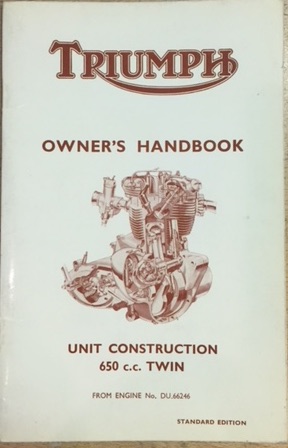 TRIUMPH
OWNER'S HANDBOOK
UNIT CONSTRUCTION
650 c.c. TWIN
FROM ENGINE No. DU.66246
STANDARD EDITION